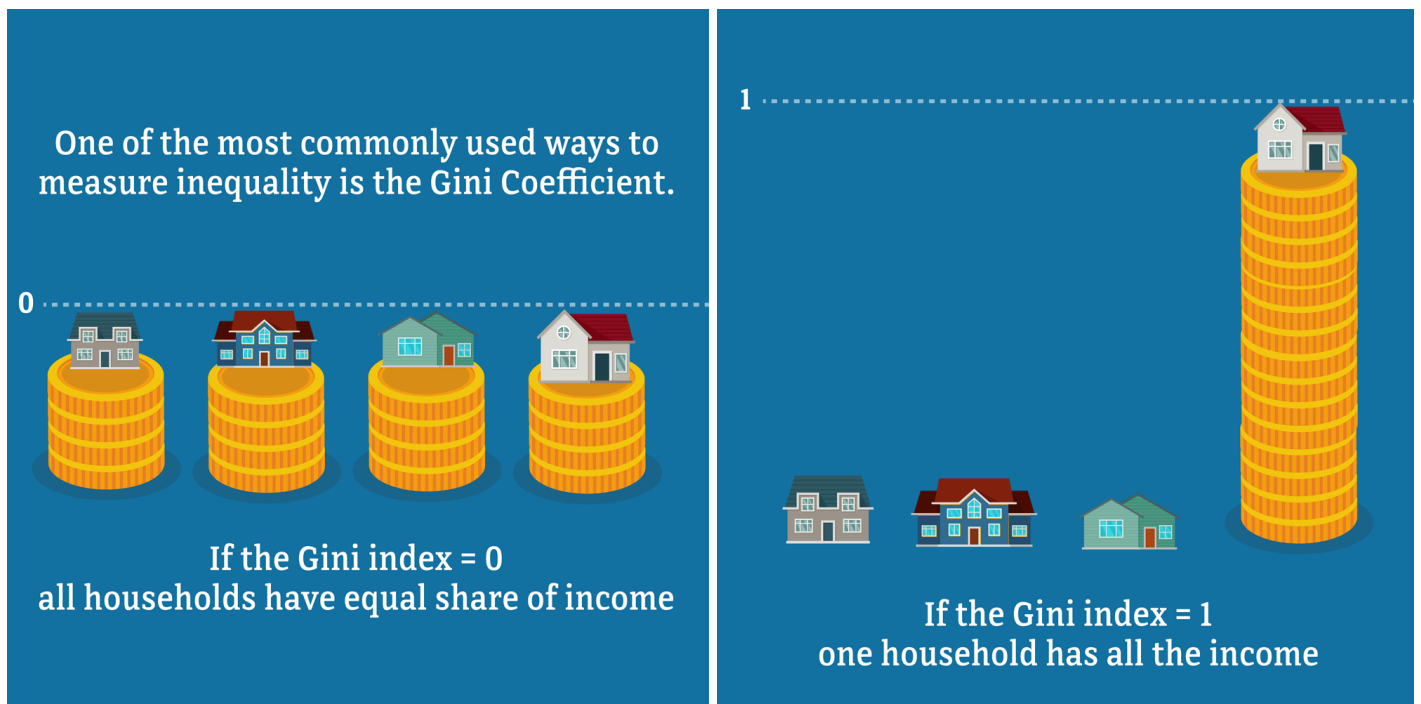 One of the most commonly used ways to
measure inequality is the Gini Coefficient.
0
If the Gini index = 0
all households have equal share of income
1
If the Gini index = 1
one household has all the income